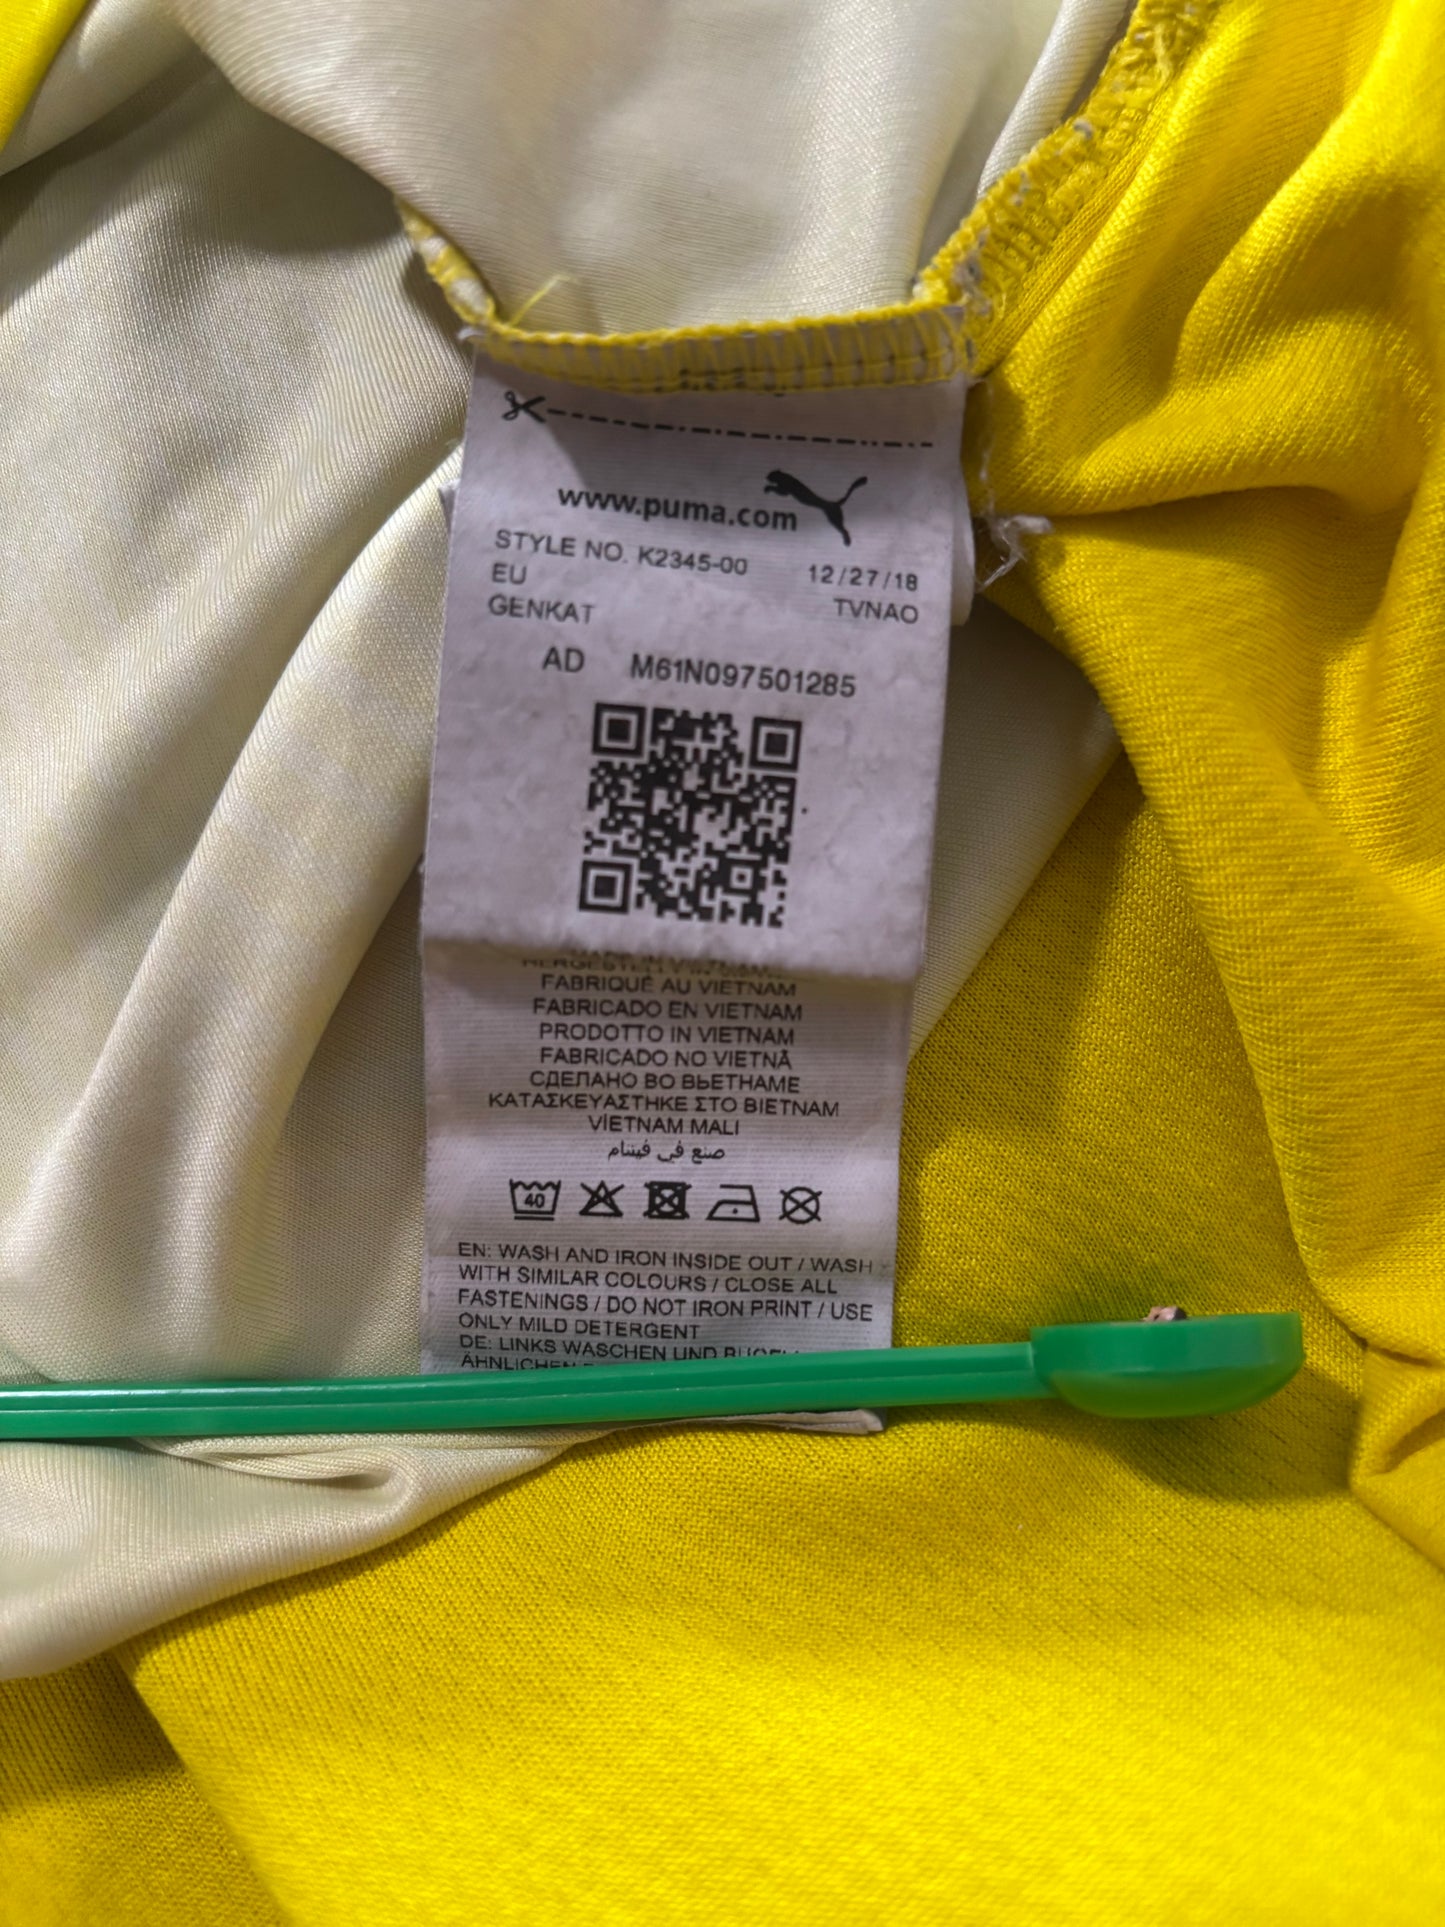 www.puma.com
STYLE NO. K2345-00 12/27/18
EU TVNAO
GENKAT
AD M61N097501285
FABRIQUÉ AU VIETNAM
FABRICADO EN VIETNAM
PRODOTTO IN VIETNAM
FABRICADO NO VIETNÃ
СДЕЛАНО ВО ВЬЕТНАМЕ
ΚΑΤΑΣΚΕΥΑΣΤΗΚΕ ΣΤΟ ΒΙΕΤΝΑΜ
VİETNAM MALI
صنع في فيتنام
40
EN: WASH AND IRON INSIDE OUT / WASH
WITH SIMILAR COLOURS / CLOSE ALL
FASTENINGS / DO NOT IRON PRINT / USE
ONLY MILD DETERGENT
DE: LINKS WASCHEN UND
ÄHNLICHEN